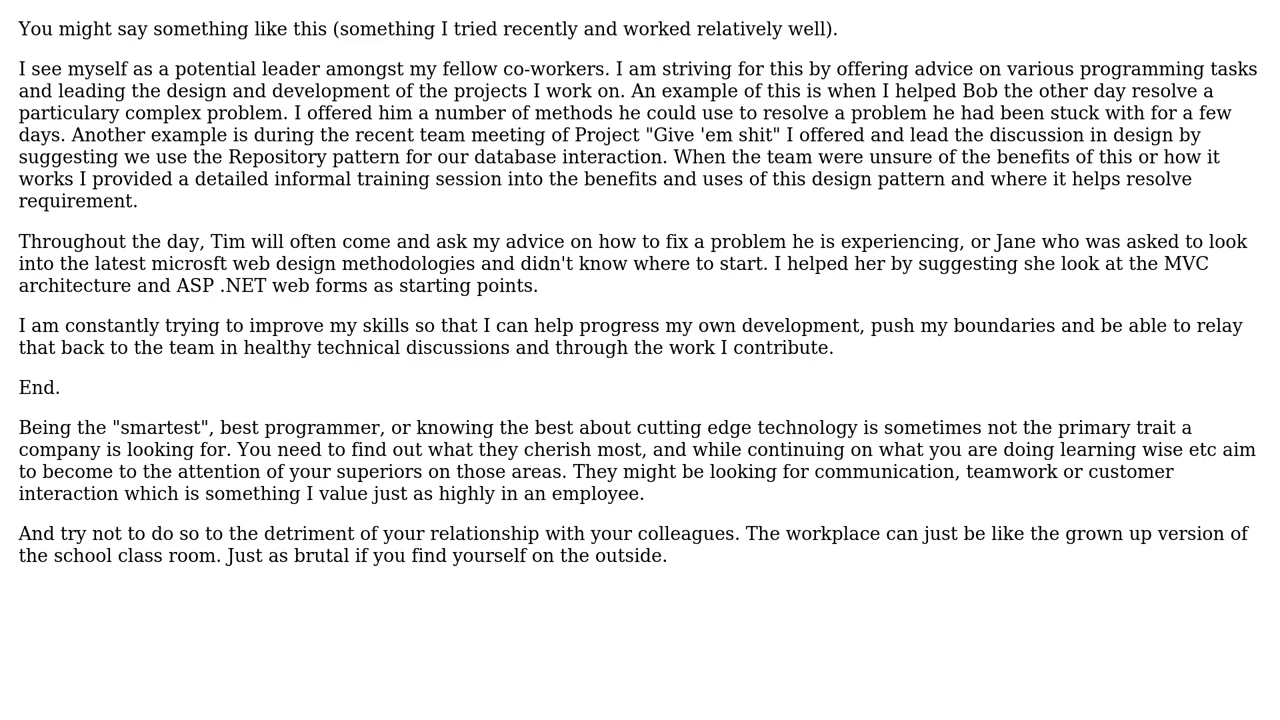 You might say something like this (something I tried recently and worked relatively well).
I see myself as a potential leader amongst my fellow co-workers. I am striving for this by offering advice on various programming tasks
and leading the design and development of the projects I work on. An example of this is when I helped Bob the other day resolve a
particulary complex problem. I offered him a number of methods he could use to resolve a problem he had been stuck with for a few
days. Another example is during the recent team meeting of Project "Give 'em shit" I offered and lead the discussion in design by
suggesting we use the Repository pattern for our database interaction. When the team were unsure of the benefits of this or how it
works I provided a detailed informal training session into the benefits and uses of this design pattern and where it helps resolve
requirement.
Throughout the day, Tim will often come and ask my advice on how to fix a problem he is experiencing, or Jane who was asked to look
into the latest microsft web design methodologies and didn't know where to start. I helped her by suggesting she look at the MVC
architecture and ASP .NET web forms as starting points.
I am constantly trying to improve my skills so that I can help progress my own development, push my boundaries and be able to relay
that back to the team in healthy technical discussions and through the work I contribute.
End.
Being the "smartest", best programmer, or knowing the best about cutting edge technology is sometimes not the primary trait a
company is looking for. You need to find out what they cherish most, and while continuing on what you are doing learning wise etc aim
to become to the attention of your superiors on those areas. They might be looking for communication, teamwork or customer
interaction which is something I value just as highly in an employee.
And try not to do so to the detriment of your relationship with your colleagues. The workplace can just be like the grown up version of
the school class room. Just as brutal if you find yourself on the outside.